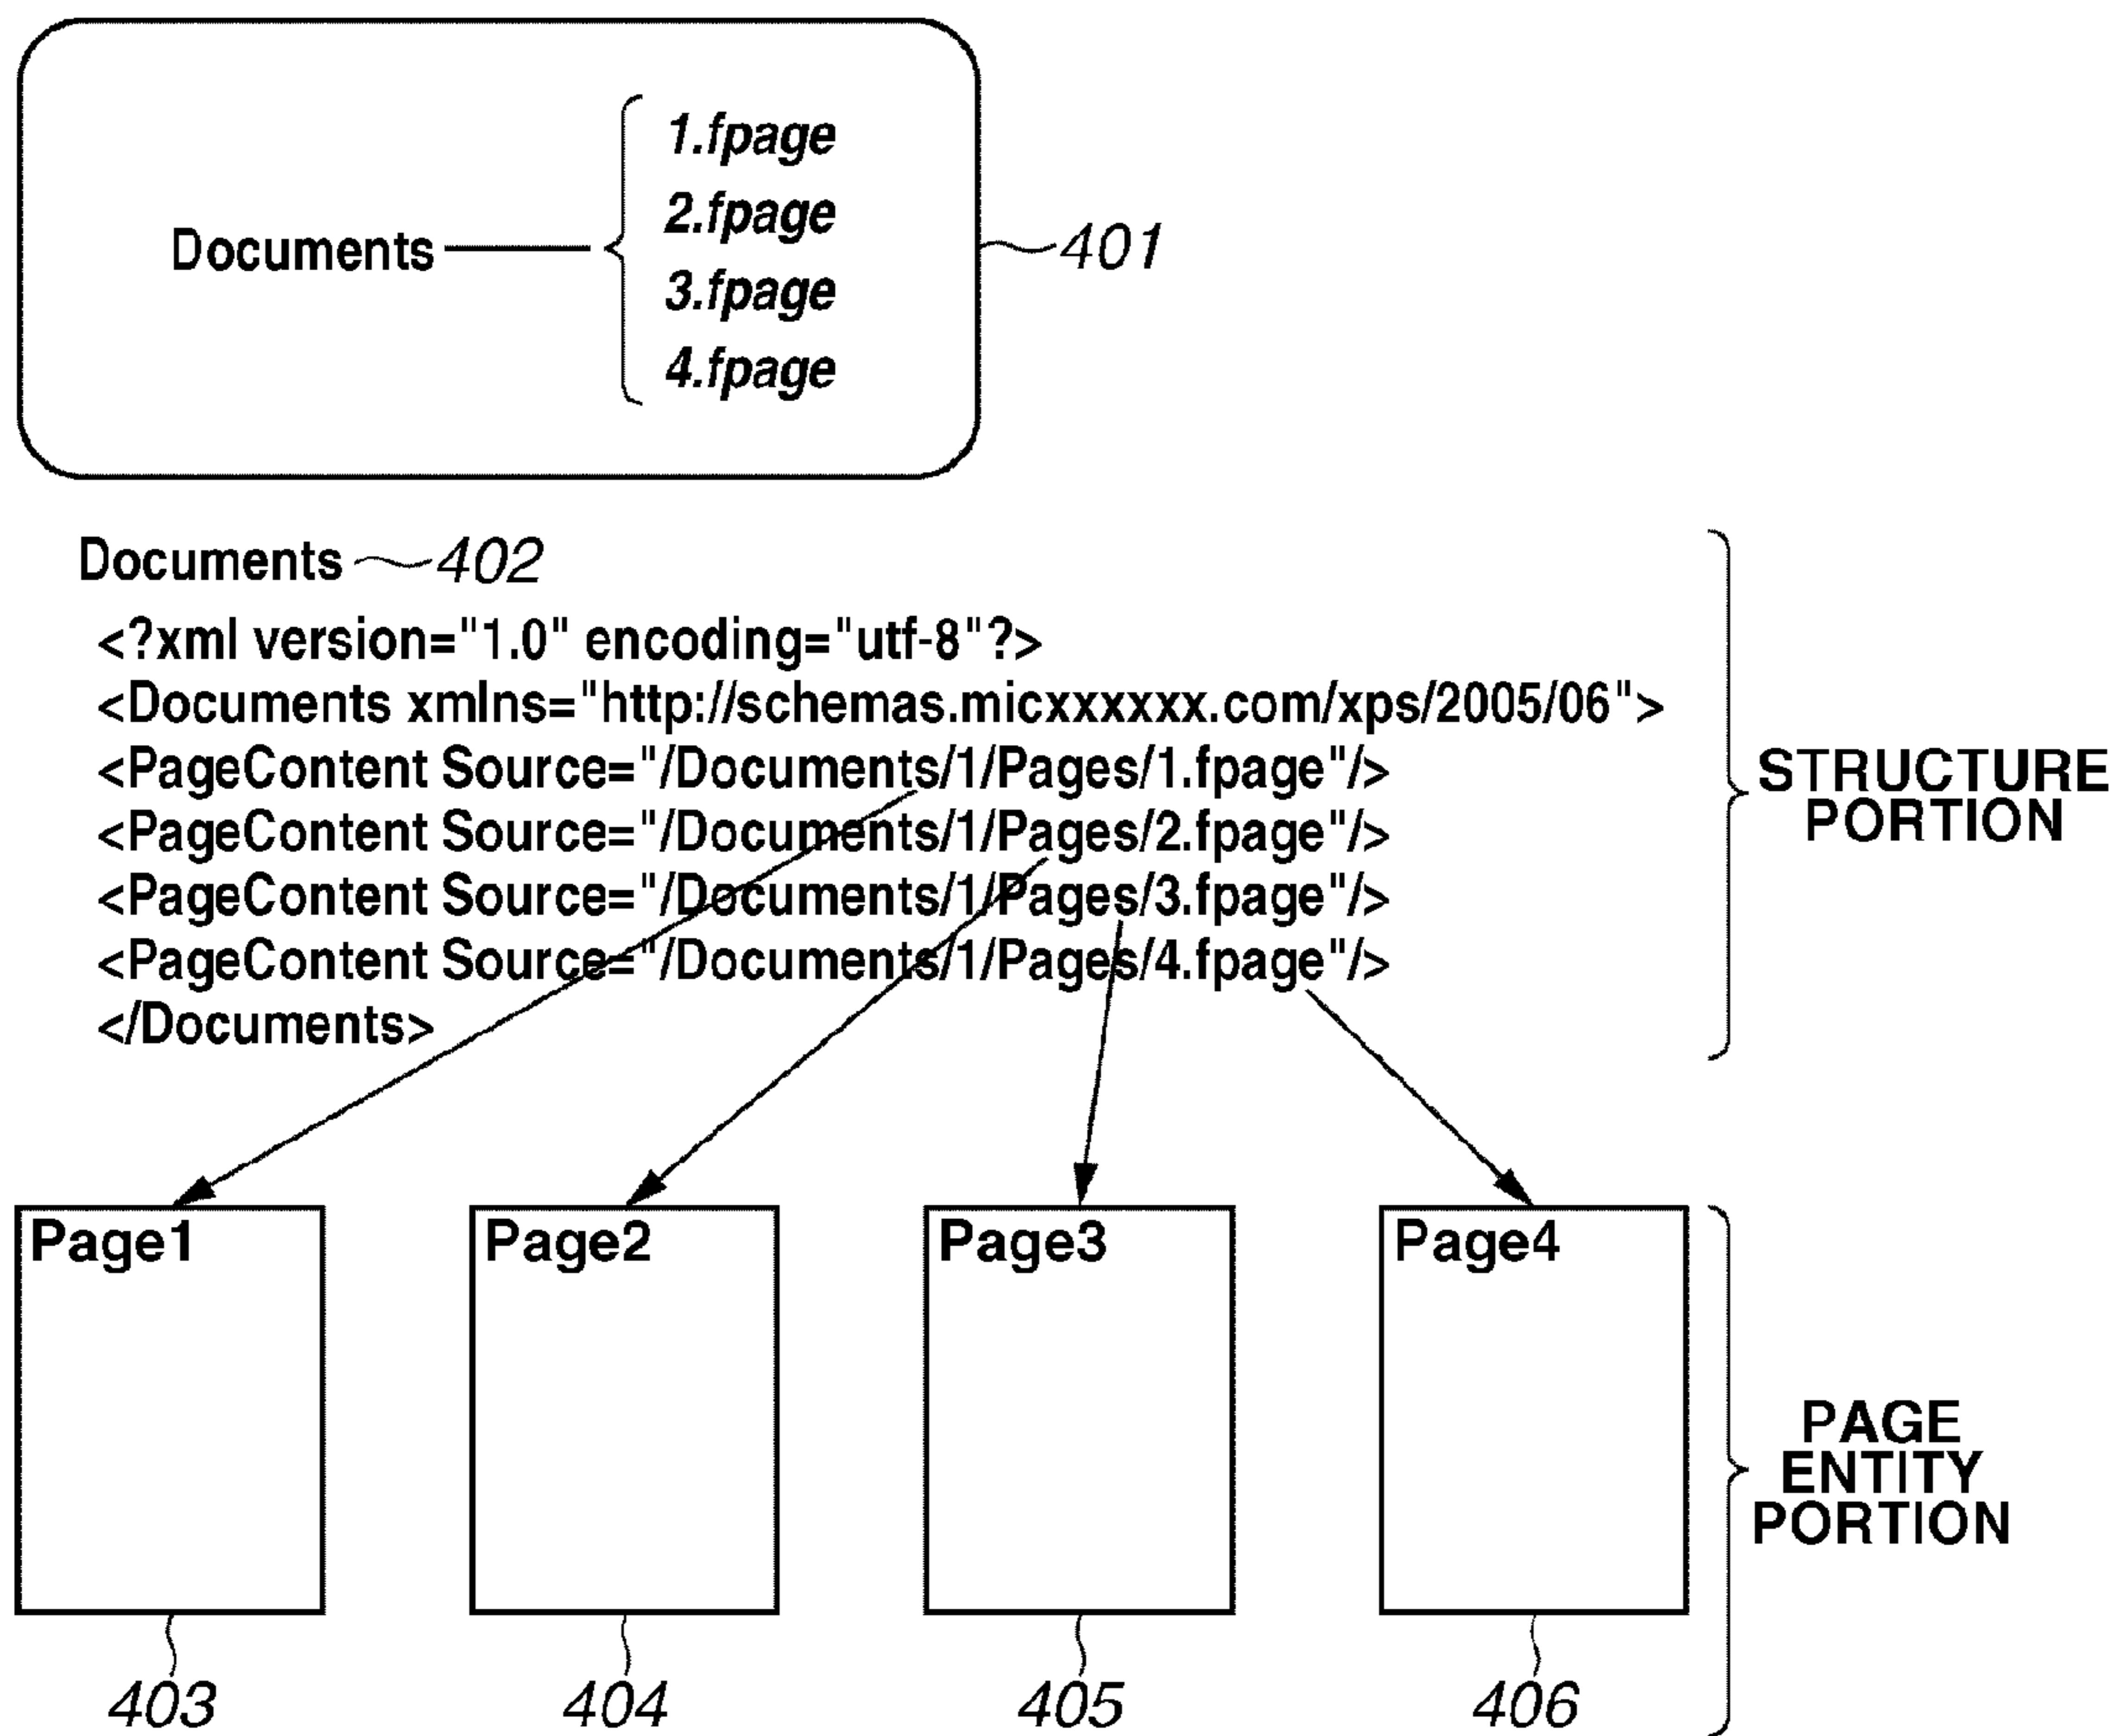 1.fpage
2.fpage
Documents
401
3.fpage
4.fpage
Documents 402
<?xml version="1.0" encoding="utf-8"?>
<Documents xmlns="http://schemas.micxxxxxx.com/xps/2005/06">
<PageContent Source="/Documents/1/Pages/1.fpage"/>
<PageContent Source="/Documents/1/Pages/2.fpage"/>
<PageContent Source="/Documents/1/Pages/3.fpage"/>
<PageContent Source="/Documents/1/Pages/4.fpage"/>
</Documents>
STRUCTURE
PORTION
Page1
Page2
Page3
Page4
PAGE
ENTITY
PORTION
403
404
405
406